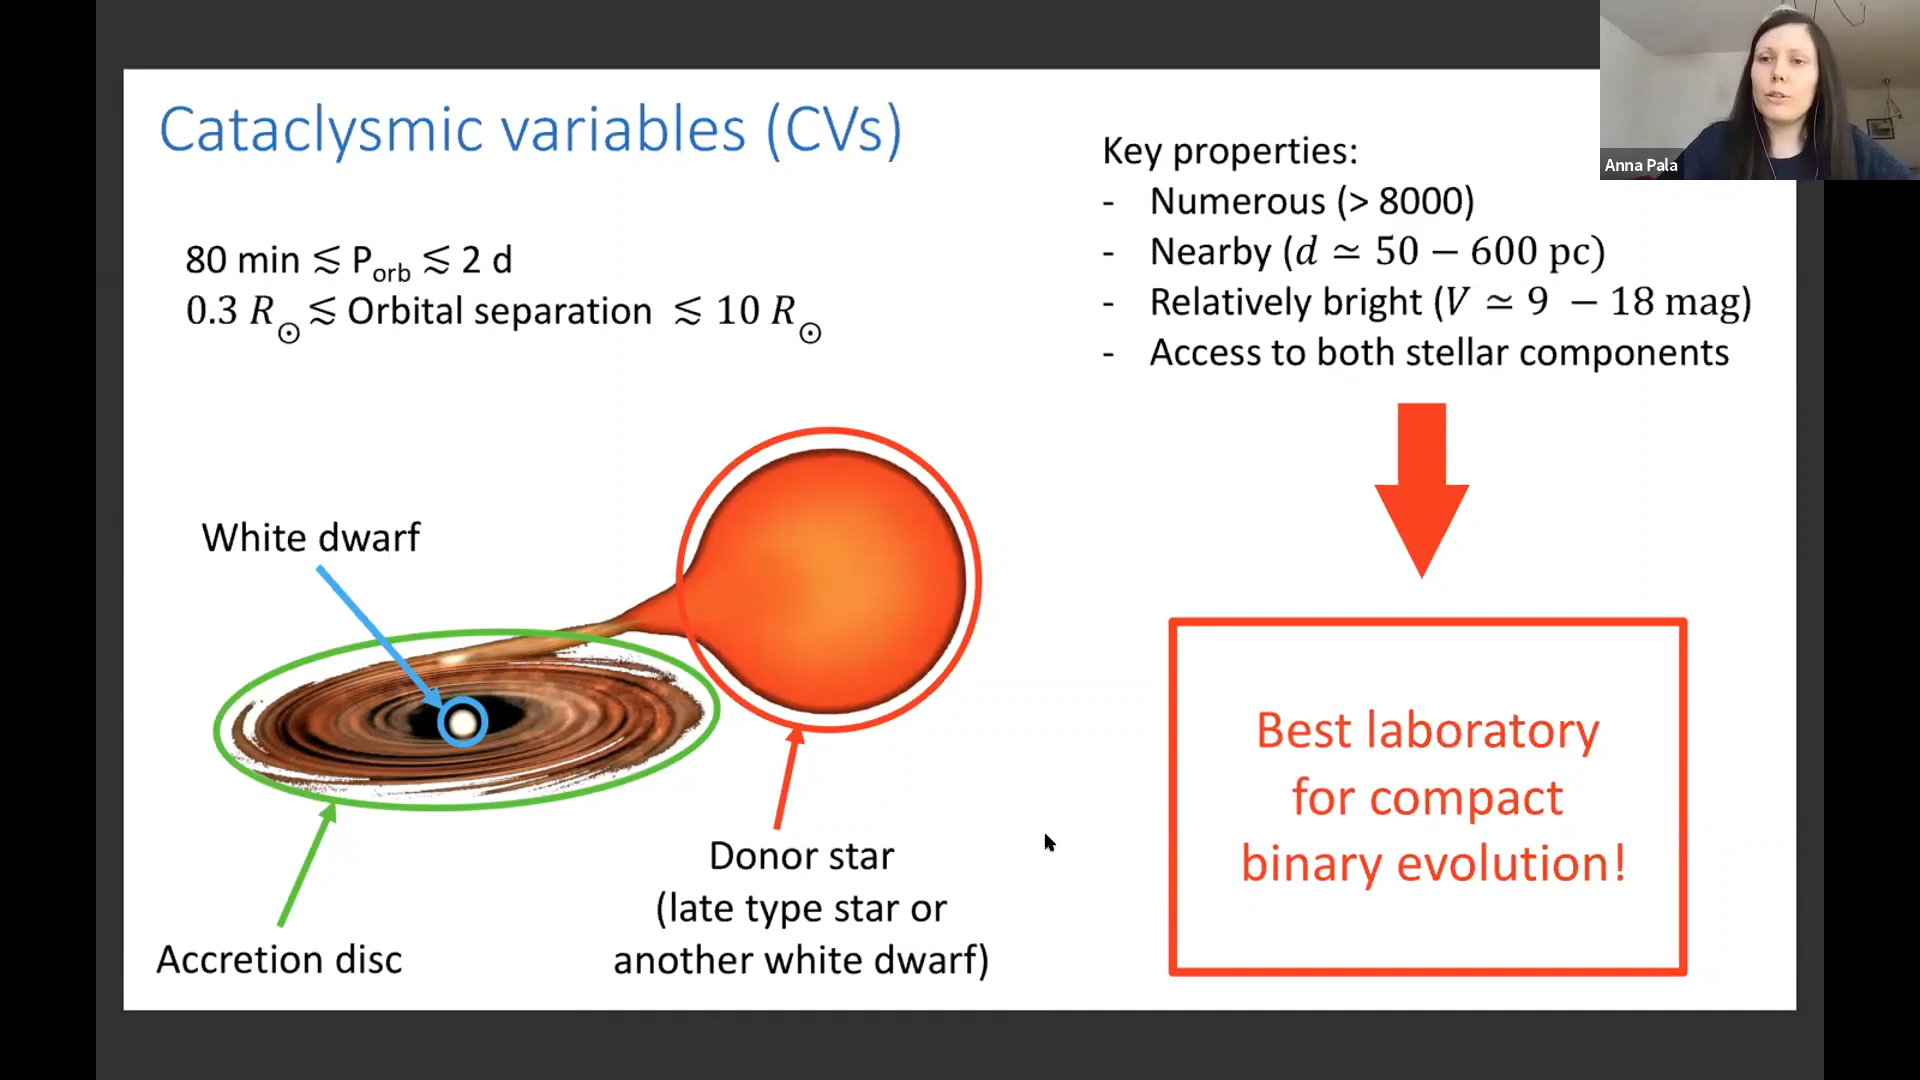 Cataclysmic variables (CVs)
80 min ≲ P_orb ≲ 2 d
0.3 R_⊙ ≲ Orbital separation ≲ 10 R_⊙
Key properties:
- Numerous (> 8000)
- Nearby (d ≃ 50 − 600 pc)
- Relatively bright (V ≃ 9 − 18 mag)
- Access to both stellar components
Anna Pala
White dwarf
Accretion disc
Donor star
(late type star or
another white dwarf)
Best laboratory
for compact
binary evolution!